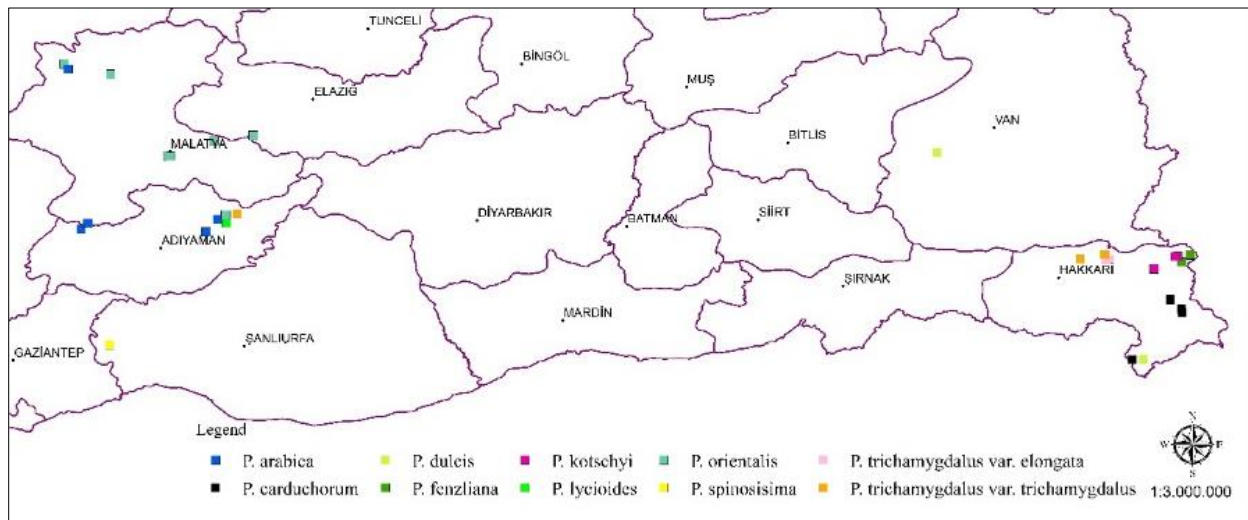 TUNCELİ
BİNGÖL
ELAZIĞ
MUŞ
VAN
BİTLİS
MALATYA
SİİRT
DİYARBAKIR
BATMAN
ADIYAMAN
HAKKARİ
ŞIRNAK
MARDİN
ŞANLIURFA
GAZİANTEP
Legend
P. arabica P. dulcis P. kotschyi P. orientalis P. trichamygdalus var. elongata
P. carduchorum P. fenzliana P. lycioides P. spinosisima P. trichamygdalus var. trichamygdalus
N
W E
S
1:3.000.000